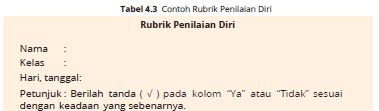 Tabel 4.3 Contoh Rubrik Penilaian Diri
Rubrik Penilaian Diri
Nama :
Kelas :
Hari, tanggal:
Petunjuk : Berilah tanda ( √ ) pada kolom “Ya” atau “Tidak” sesuai
dengan keadaan yang sebenarnya.